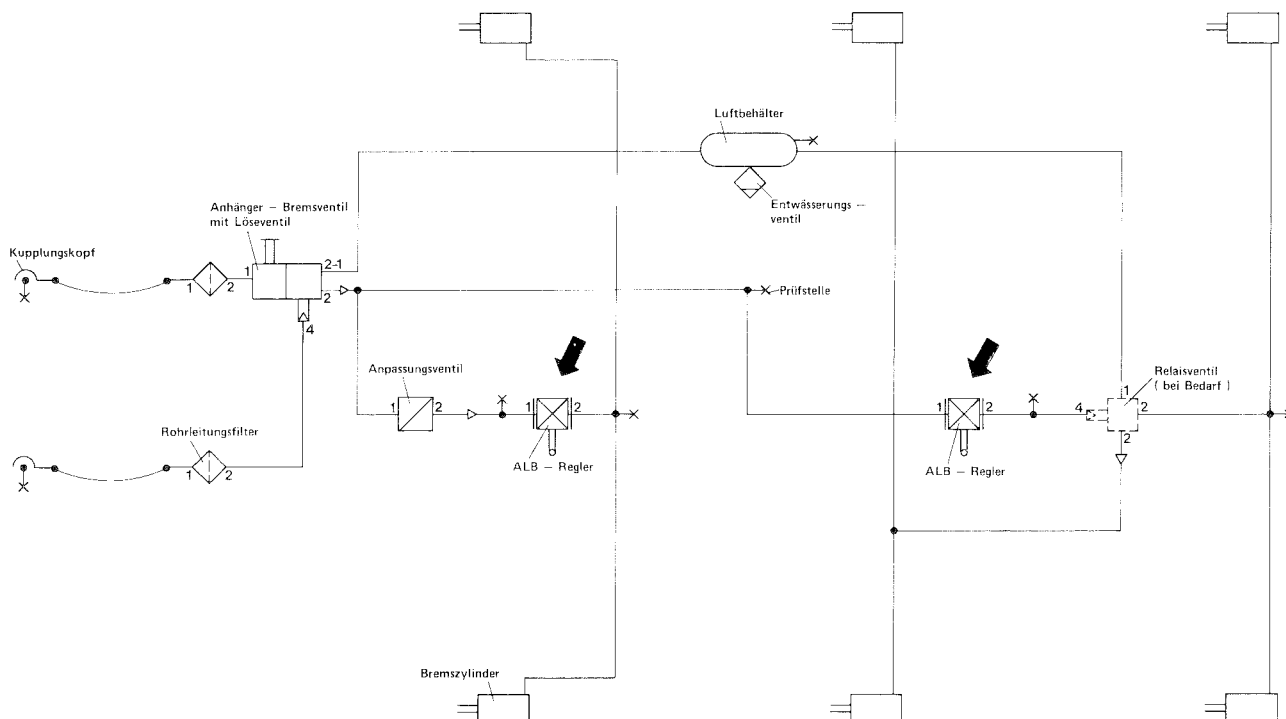 Luftbehälter
Entwässerungs –
ventil
Anhänger – Bremsventil
mit Löseventil
Kupplungskopf
1
2
1
2-1
2
4
Prüfstelle
Anpassungsventil
1
2
1
2
ALB – Regler
1
2
ALB – Regler
Relaisventil
( bei Bedarf )
1
4
2
2
Rohrleitungsfilter
1
2
Bremszylinder